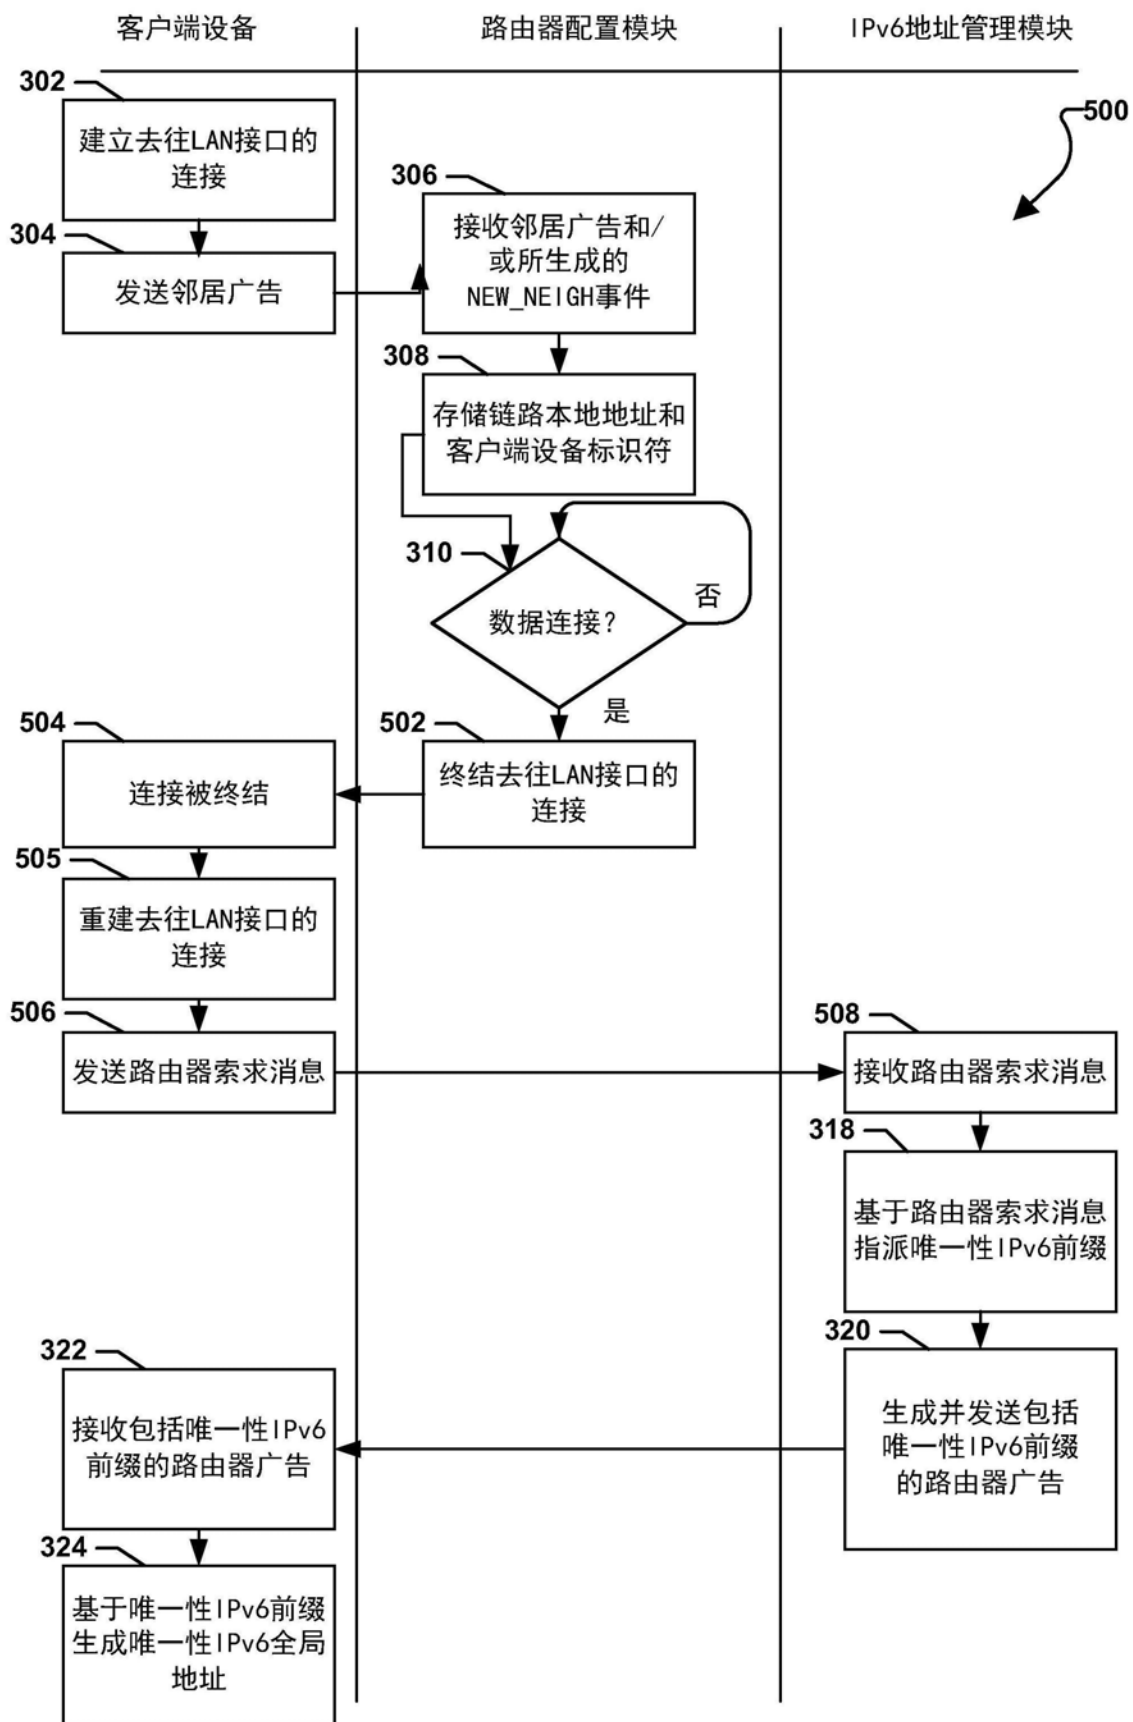 客户端设备
路由器配置模块
IPv6地址管理模块
500
302
建立去往LAN接口的
连接
304
发送邻居广告
306
接收邻居广告和/
或所生成的
NEW_NEIGH事件
308
存储链路本地地址和
客户端设备标识符
310
数据连接?
否
是
502
终结去往LAN接口的
连接
504
连接被终结
505
重建去往LAN接口的
连接
506
发送路由器索求消息
508
接收路由器索求消息
318
基于路由器索求消息
指派唯一性IPv6前缀
320
生成并发送包括
唯一性IPv6前缀
的路由器广告
322
接收包括唯一性IPv6
前缀的路由器广告
324
基于唯一性IPv6前缀
生成唯一性IPv6全局
地址